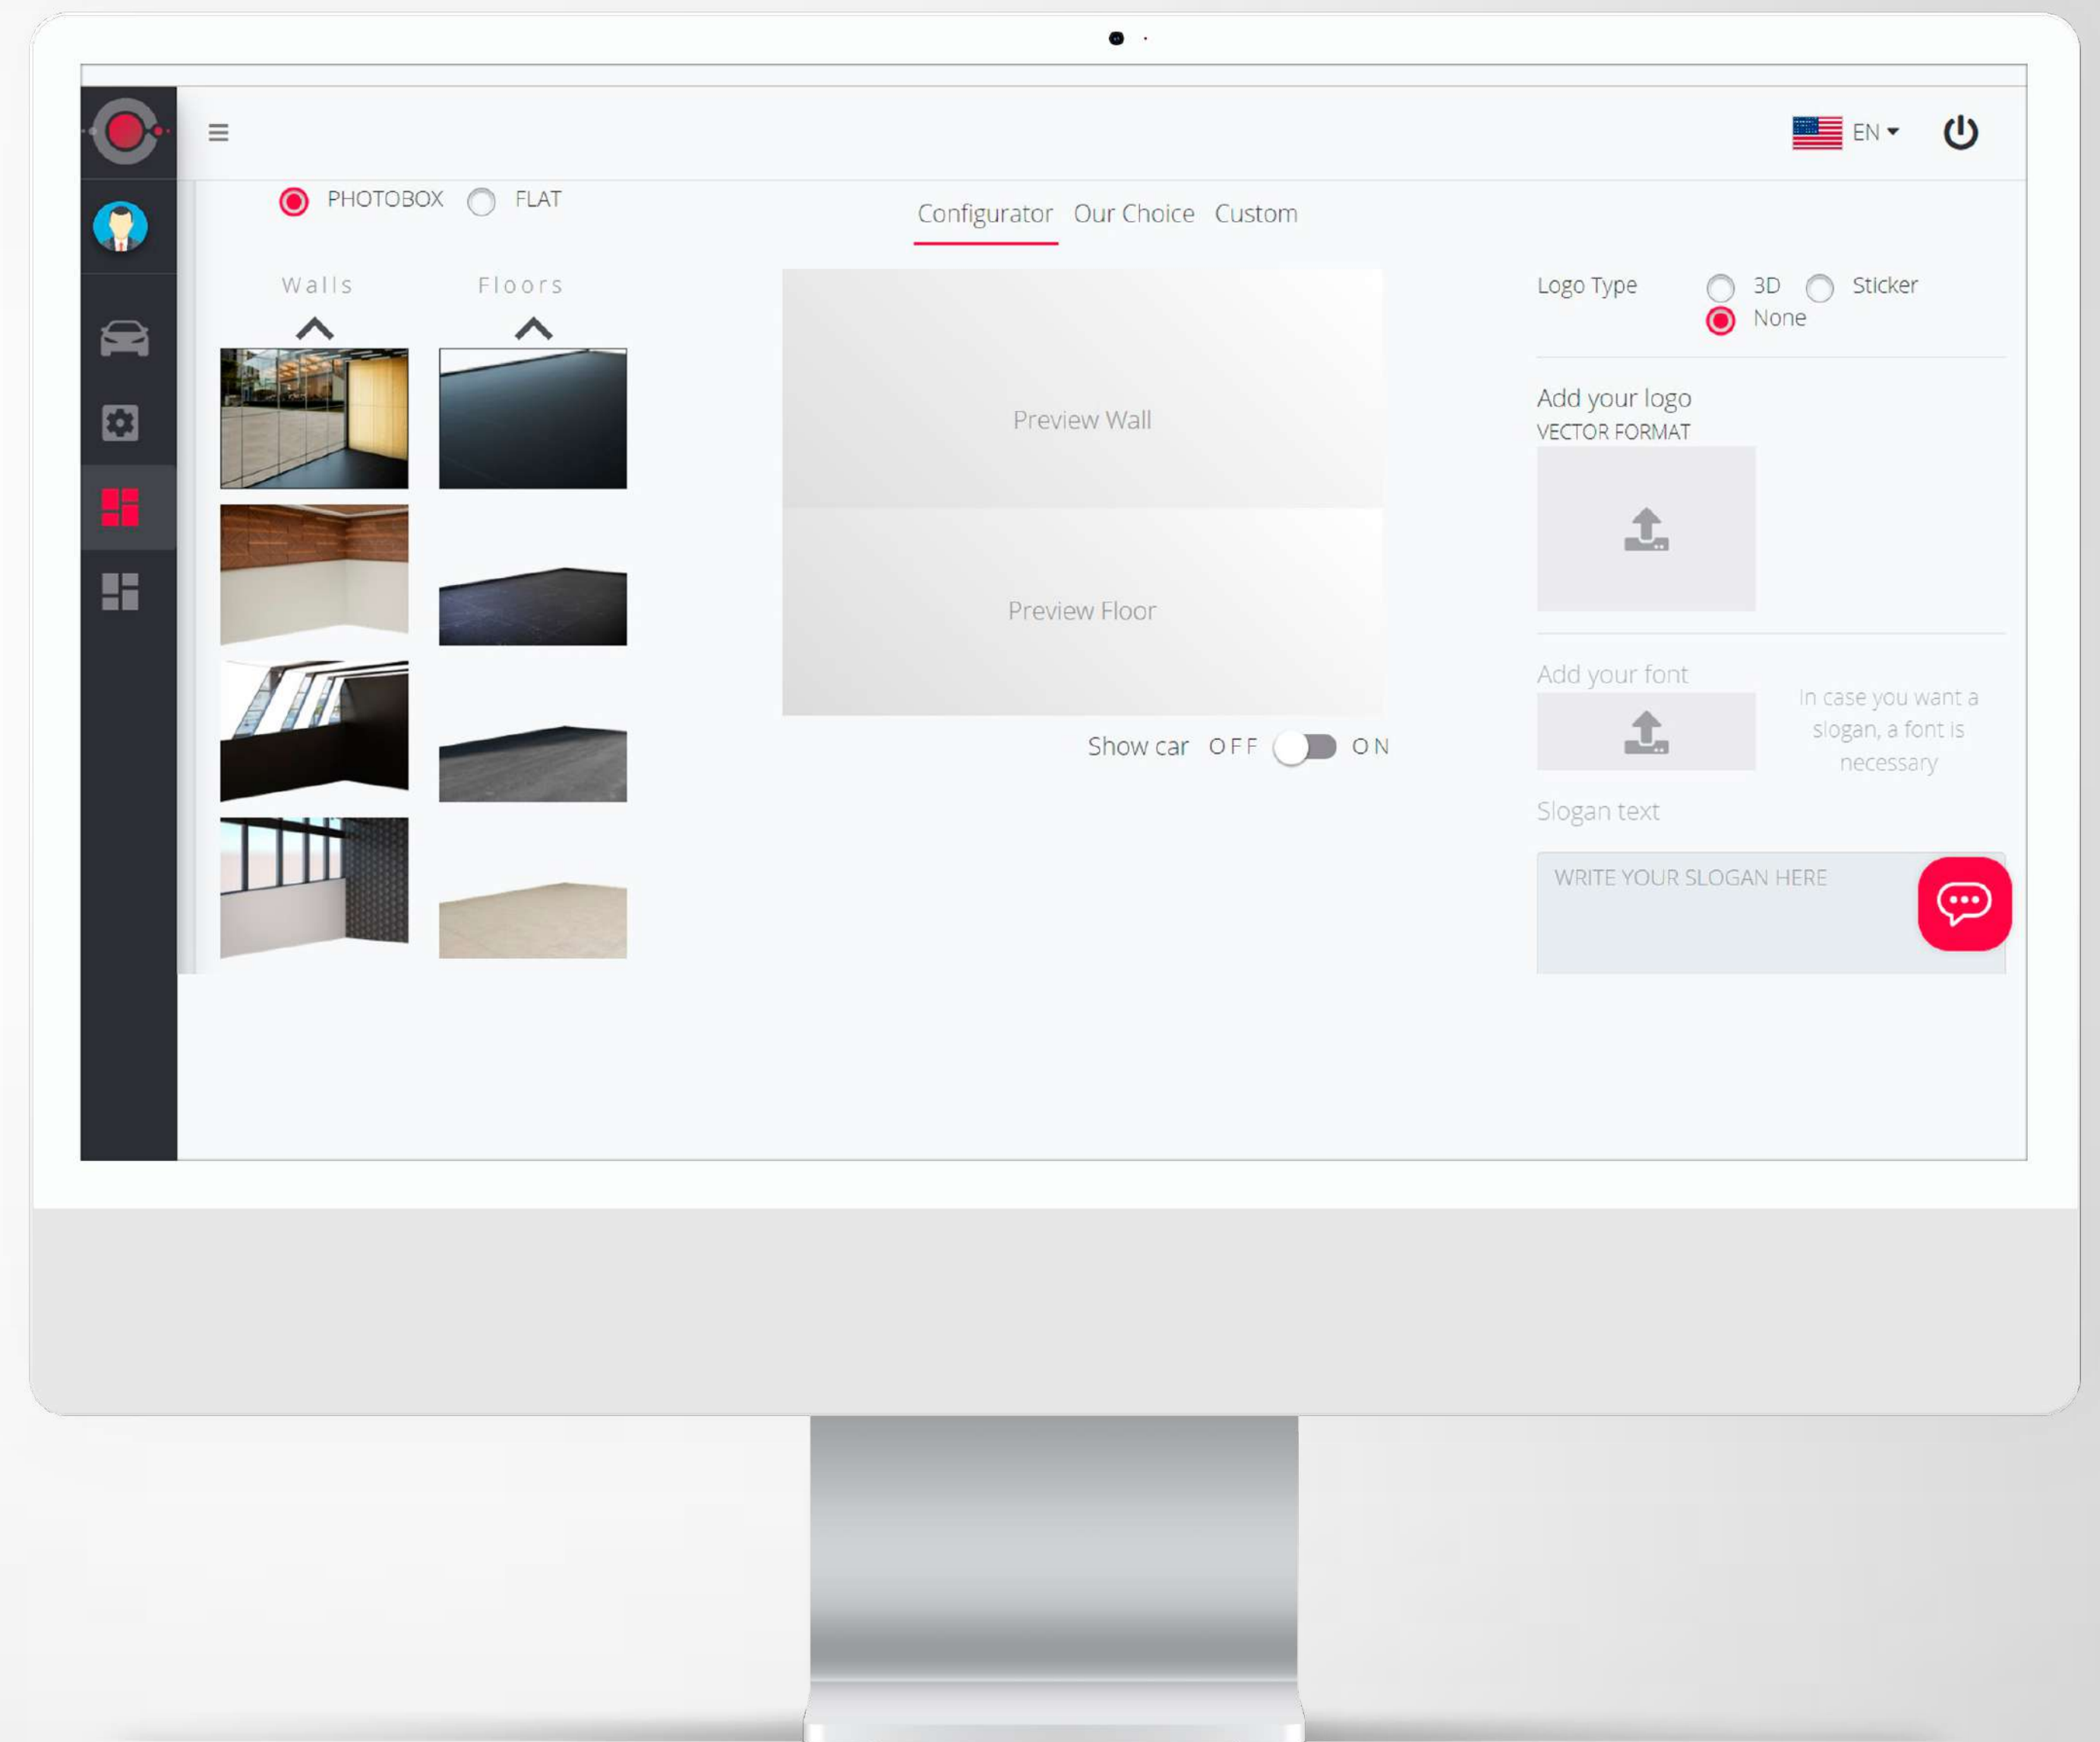 EN
PHOTOBOX FLAT
Configurator Our Choice Custom
Walls Floors
Logo Type 3D Sticker
None
Preview Wall
Preview Floor
Show car OFF ON
Add your logo
VECTOR FORMAT
Add your font
In case you want a
slogan, a font is
necessary
Slogan text
WRITE YOUR SLOGAN HERE